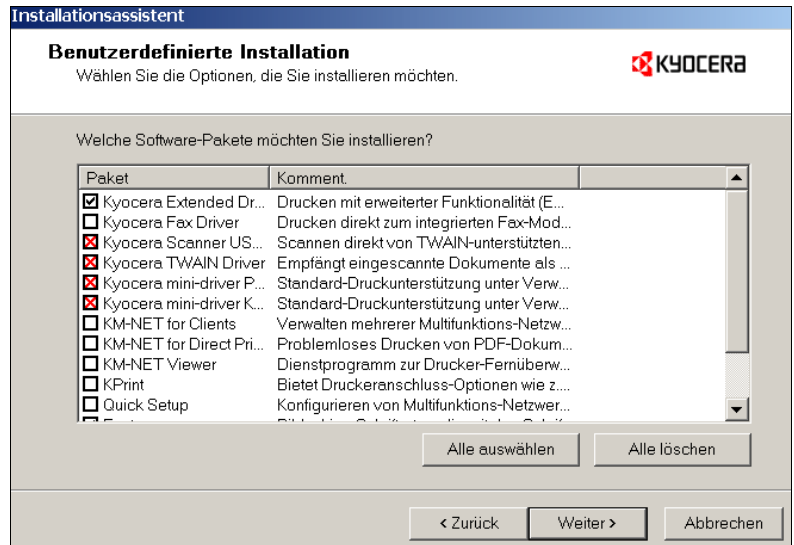 Installationsassistent
Benutzerdefinierte Installation
Wählen Sie die Optionen, die Sie installieren möchten.
KYOCERA
Welche Software-Pakete möchten Sie installieren?
Paket Komment.
Kyocera Extended Dr... Drucken mit erweiterter Funktionalität (E...
Kyocera Fax Driver Drucken direkt zum integrierten Fax-Mod...
Kyocera Scanner US... Scannen direkt von TWAIN-unterstützten...
Kyocera TWAIN Driver Empfängt eingescannte Dokumente als ...
Kyocera mini-driver P... Standard-Druckunterstützung unter Verw...
Kyocera mini-driver K... Standard-Druckunterstützung unter Verw...
KM-NET for Clients Verwalten mehrerer Multifunktions-Netzw...
KM-NET for Direct Pri... Problemloses Drucken von PDF-Dokum...
KM-NET Viewer Dienstprogramm zur Drucker-Fernüberw...
KPrint Bietet Druckeranschluss-Optionen wie z....
Quick Setup Konfigurieren von Multifunktions-Netzwer...
Alle auswählen Alle löschen
< Zurück Weiter > Abbrechen